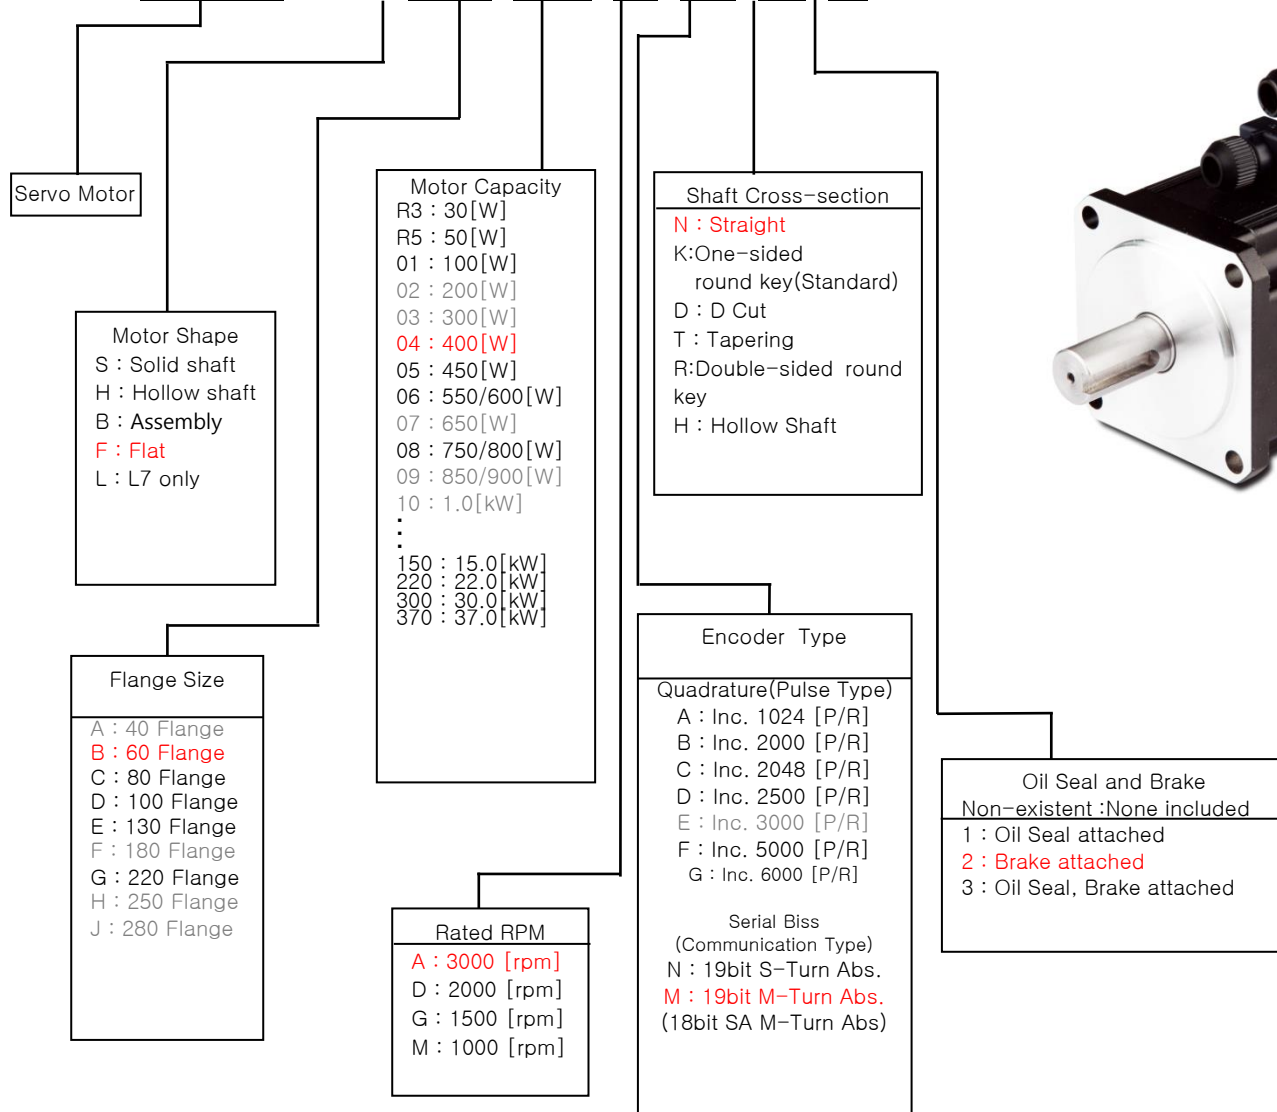 Servo Motor
Motor Shape
S : Solid shaft
H : Hollow shaft
B : Assembly
F : Flat
L : L7 only
Flange Size
A : 40 Flange
B : 60 Flange
C : 80 Flange
D : 100 Flange
E : 130 Flange
F : 180 Flange
G : 220 Flange
H : 250 Flange
J : 280 Flange
Motor Capacity
R3 : 30[W]
R5 : 50[W]
01 : 100[W]
02 : 200[W]
03 : 300[W]
04 : 400[W]
05 : 450[W]
06 : 550/600[W]
07 : 650[W]
08 : 750/800[W]
09 : 850/900[W]
10 : 1.0[kW]
.
.
.
150 : 15.0[kW]
220 : 22.0[kW]
300 : 30.0[kW]
370 : 37.0[kW]
Rated RPM
A : 3000 [rpm]
D : 2000 [rpm]
G : 1500 [rpm]
M : 1000 [rpm]
Shaft Cross-section
N : Straight
K:One-sided
round key(Standard)
D : D Cut
T : Tapering
R:Double-sided round
key
H : Hollow Shaft
Encoder Type
Quadrature(Pulse Type)
A : Inc. 1024 [P/R]
B : Inc. 2000 [P/R]
C : Inc. 2048 [P/R]
D : Inc. 2500 [P/R]
E : Inc. 3000 [P/R]
F : Inc. 5000 [P/R]
G : Inc. 6000 [P/R]
Serial Biss
(Communication Type)
N : 19bit S-Turn Abs.
M : 19bit M-Turn Abs.
(18bit SA M-Turn Abs)
Oil Seal and Brake
Non-existent :None included
1 : Oil Seal attached
2 : Brake attached
3 : Oil Seal, Brake attached